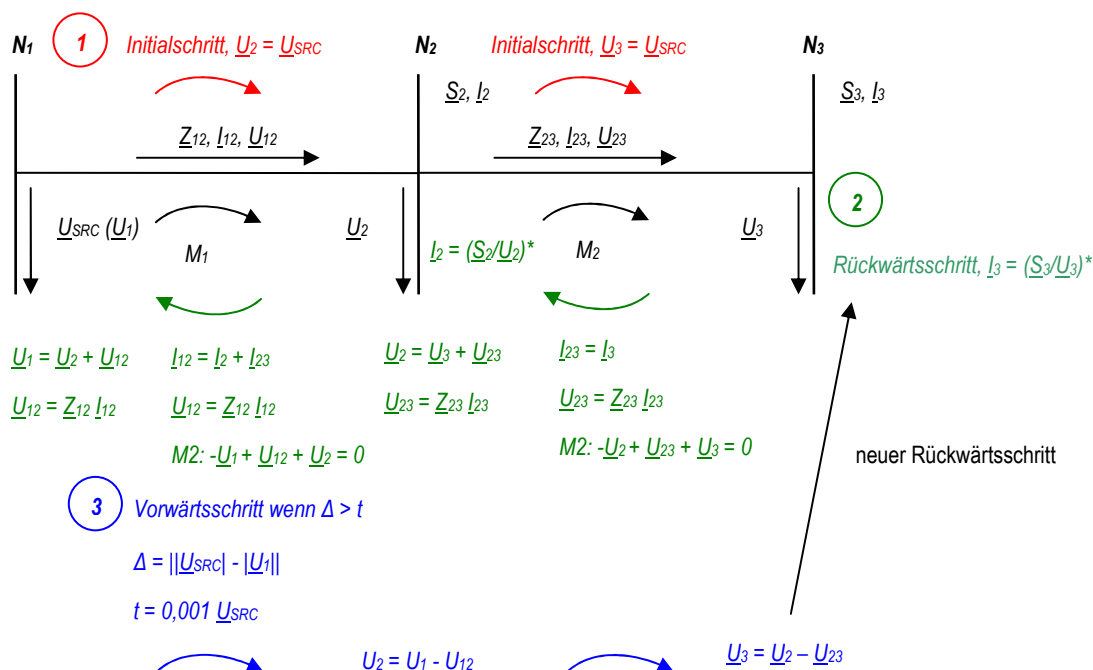 N1 1 Initialschritt, U2 = USRC N2 Initialschritt, U3 = USRC N3
S2, I2 S3, I3
Z12, I12, U12 Z23, I23, U23
2
USRC (U1) U2 U3
M1 I2 = (S2/U2)* M2
Rückwärtsschritt, I3 = (S3/U3)*
U1 = U2 + U12 I12 = I2 + I23 U2 = U3 + U23 I23 = I3
U12 = Z12 I12 U12 = Z12 I12 U23 = Z23 I23 U23 = Z23 I23
M2: -U1 + U12 + U2 = 0 M2: -U2 + U23 + U3 = 0 neuer Rückwärtsschritt
3 Vorwärtsschritt wenn Δ > t
Δ = ||USRC| - |U1||
t = 0,001 USRC
U2 = U1 - U12 U3 = U2 – U23